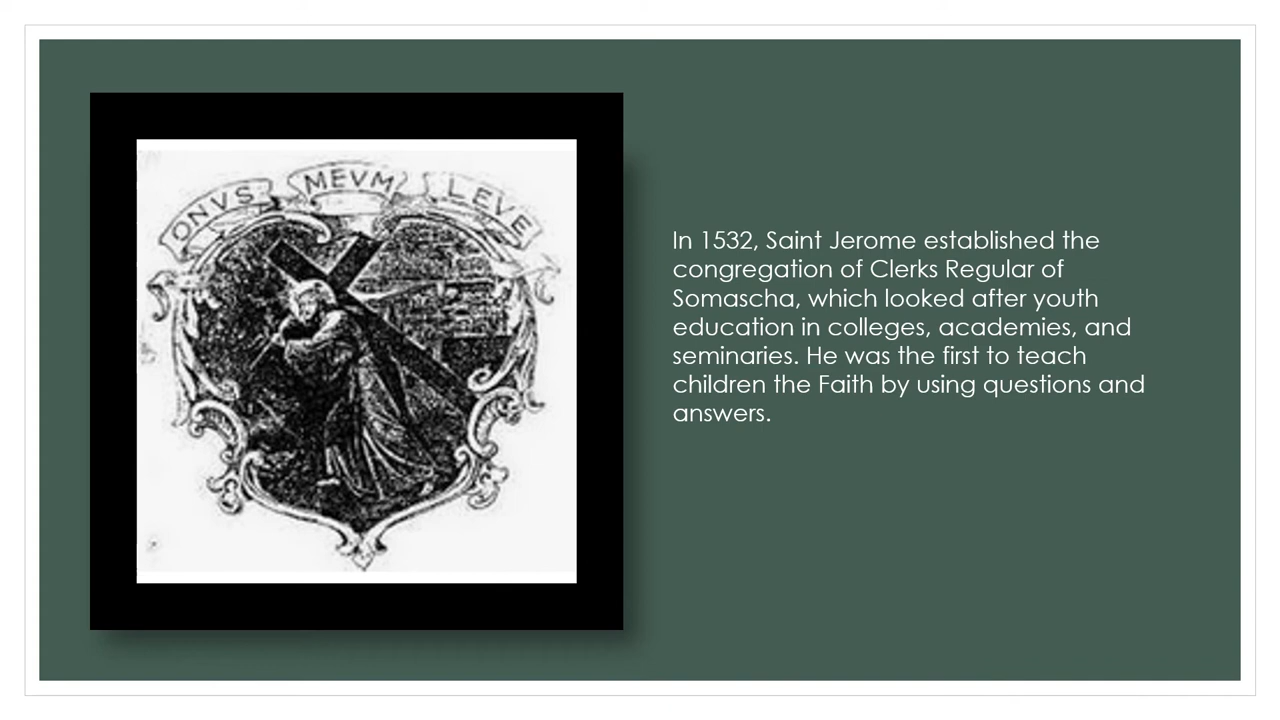 ONVS MEVM LEVE
In 1532, Saint Jerome established the
congregation of Clerks Regular of
Somascha, which looked after youth
education in colleges, academies, and
seminaries. He was the first to teach
children the Faith by using questions and
answers.